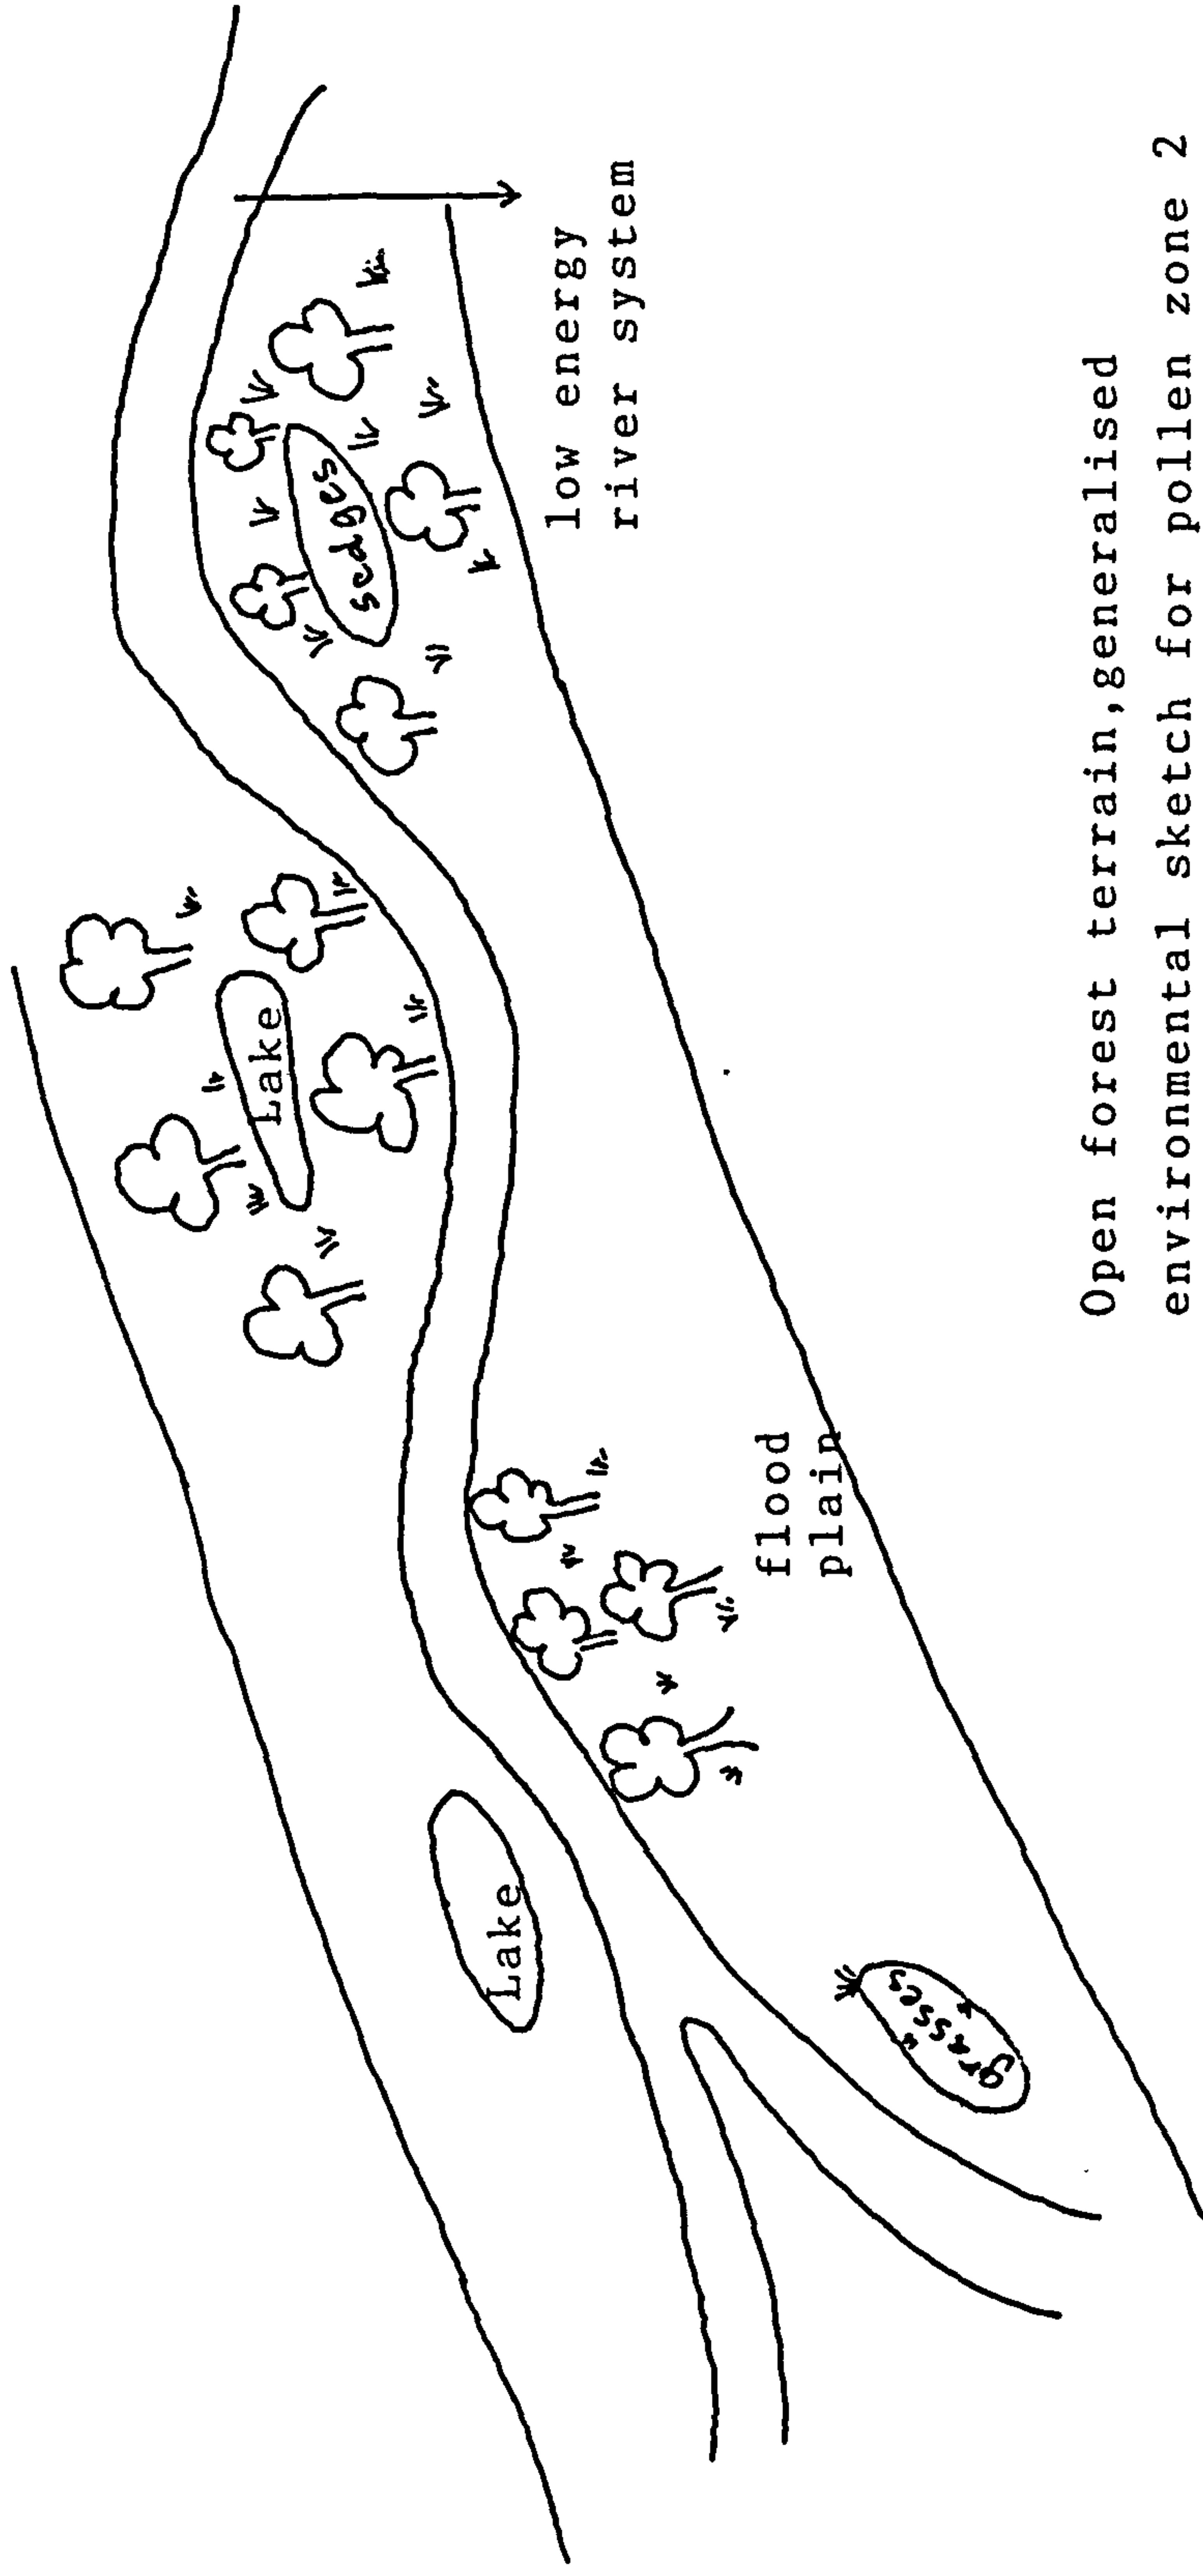 Lake
sedges
Lake
low energy
river system
flood
plain
grasses
Open forest terrain,generalised
environmental sketch for pollen zone 2